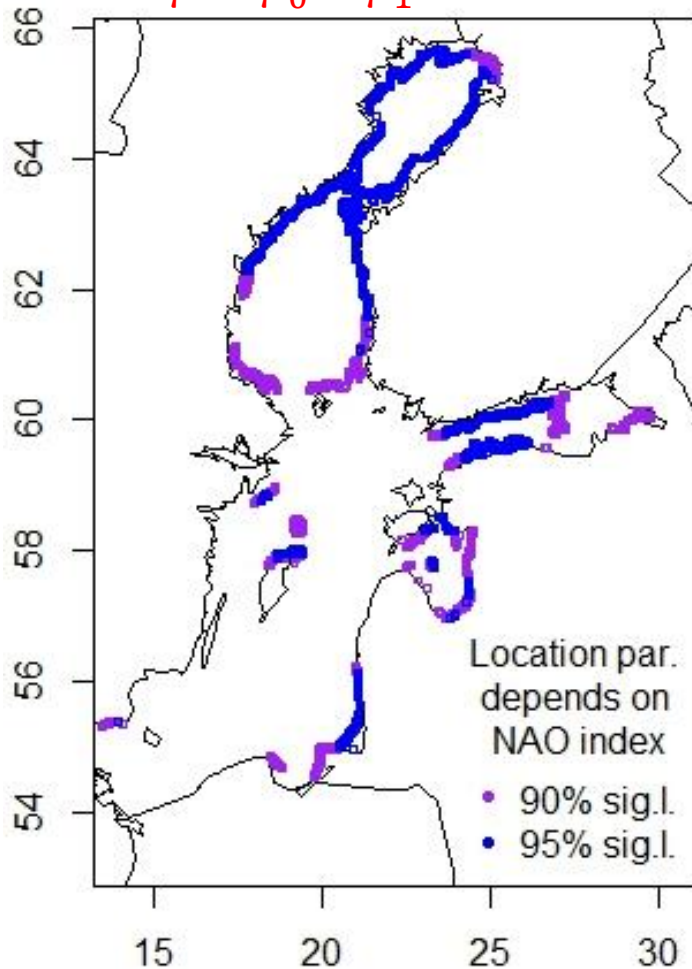 66
64
62
60
58
56
54
Location par.
depends on
NAO index
90% sig.l.
95% sig.l.
15
20
25
30